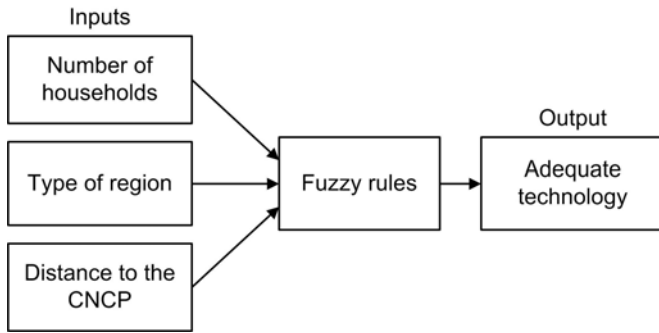 Inputs
Number of
households
Type of region
Distance to the
CNCP
Fuzzy rules
Output
Adequate
technology